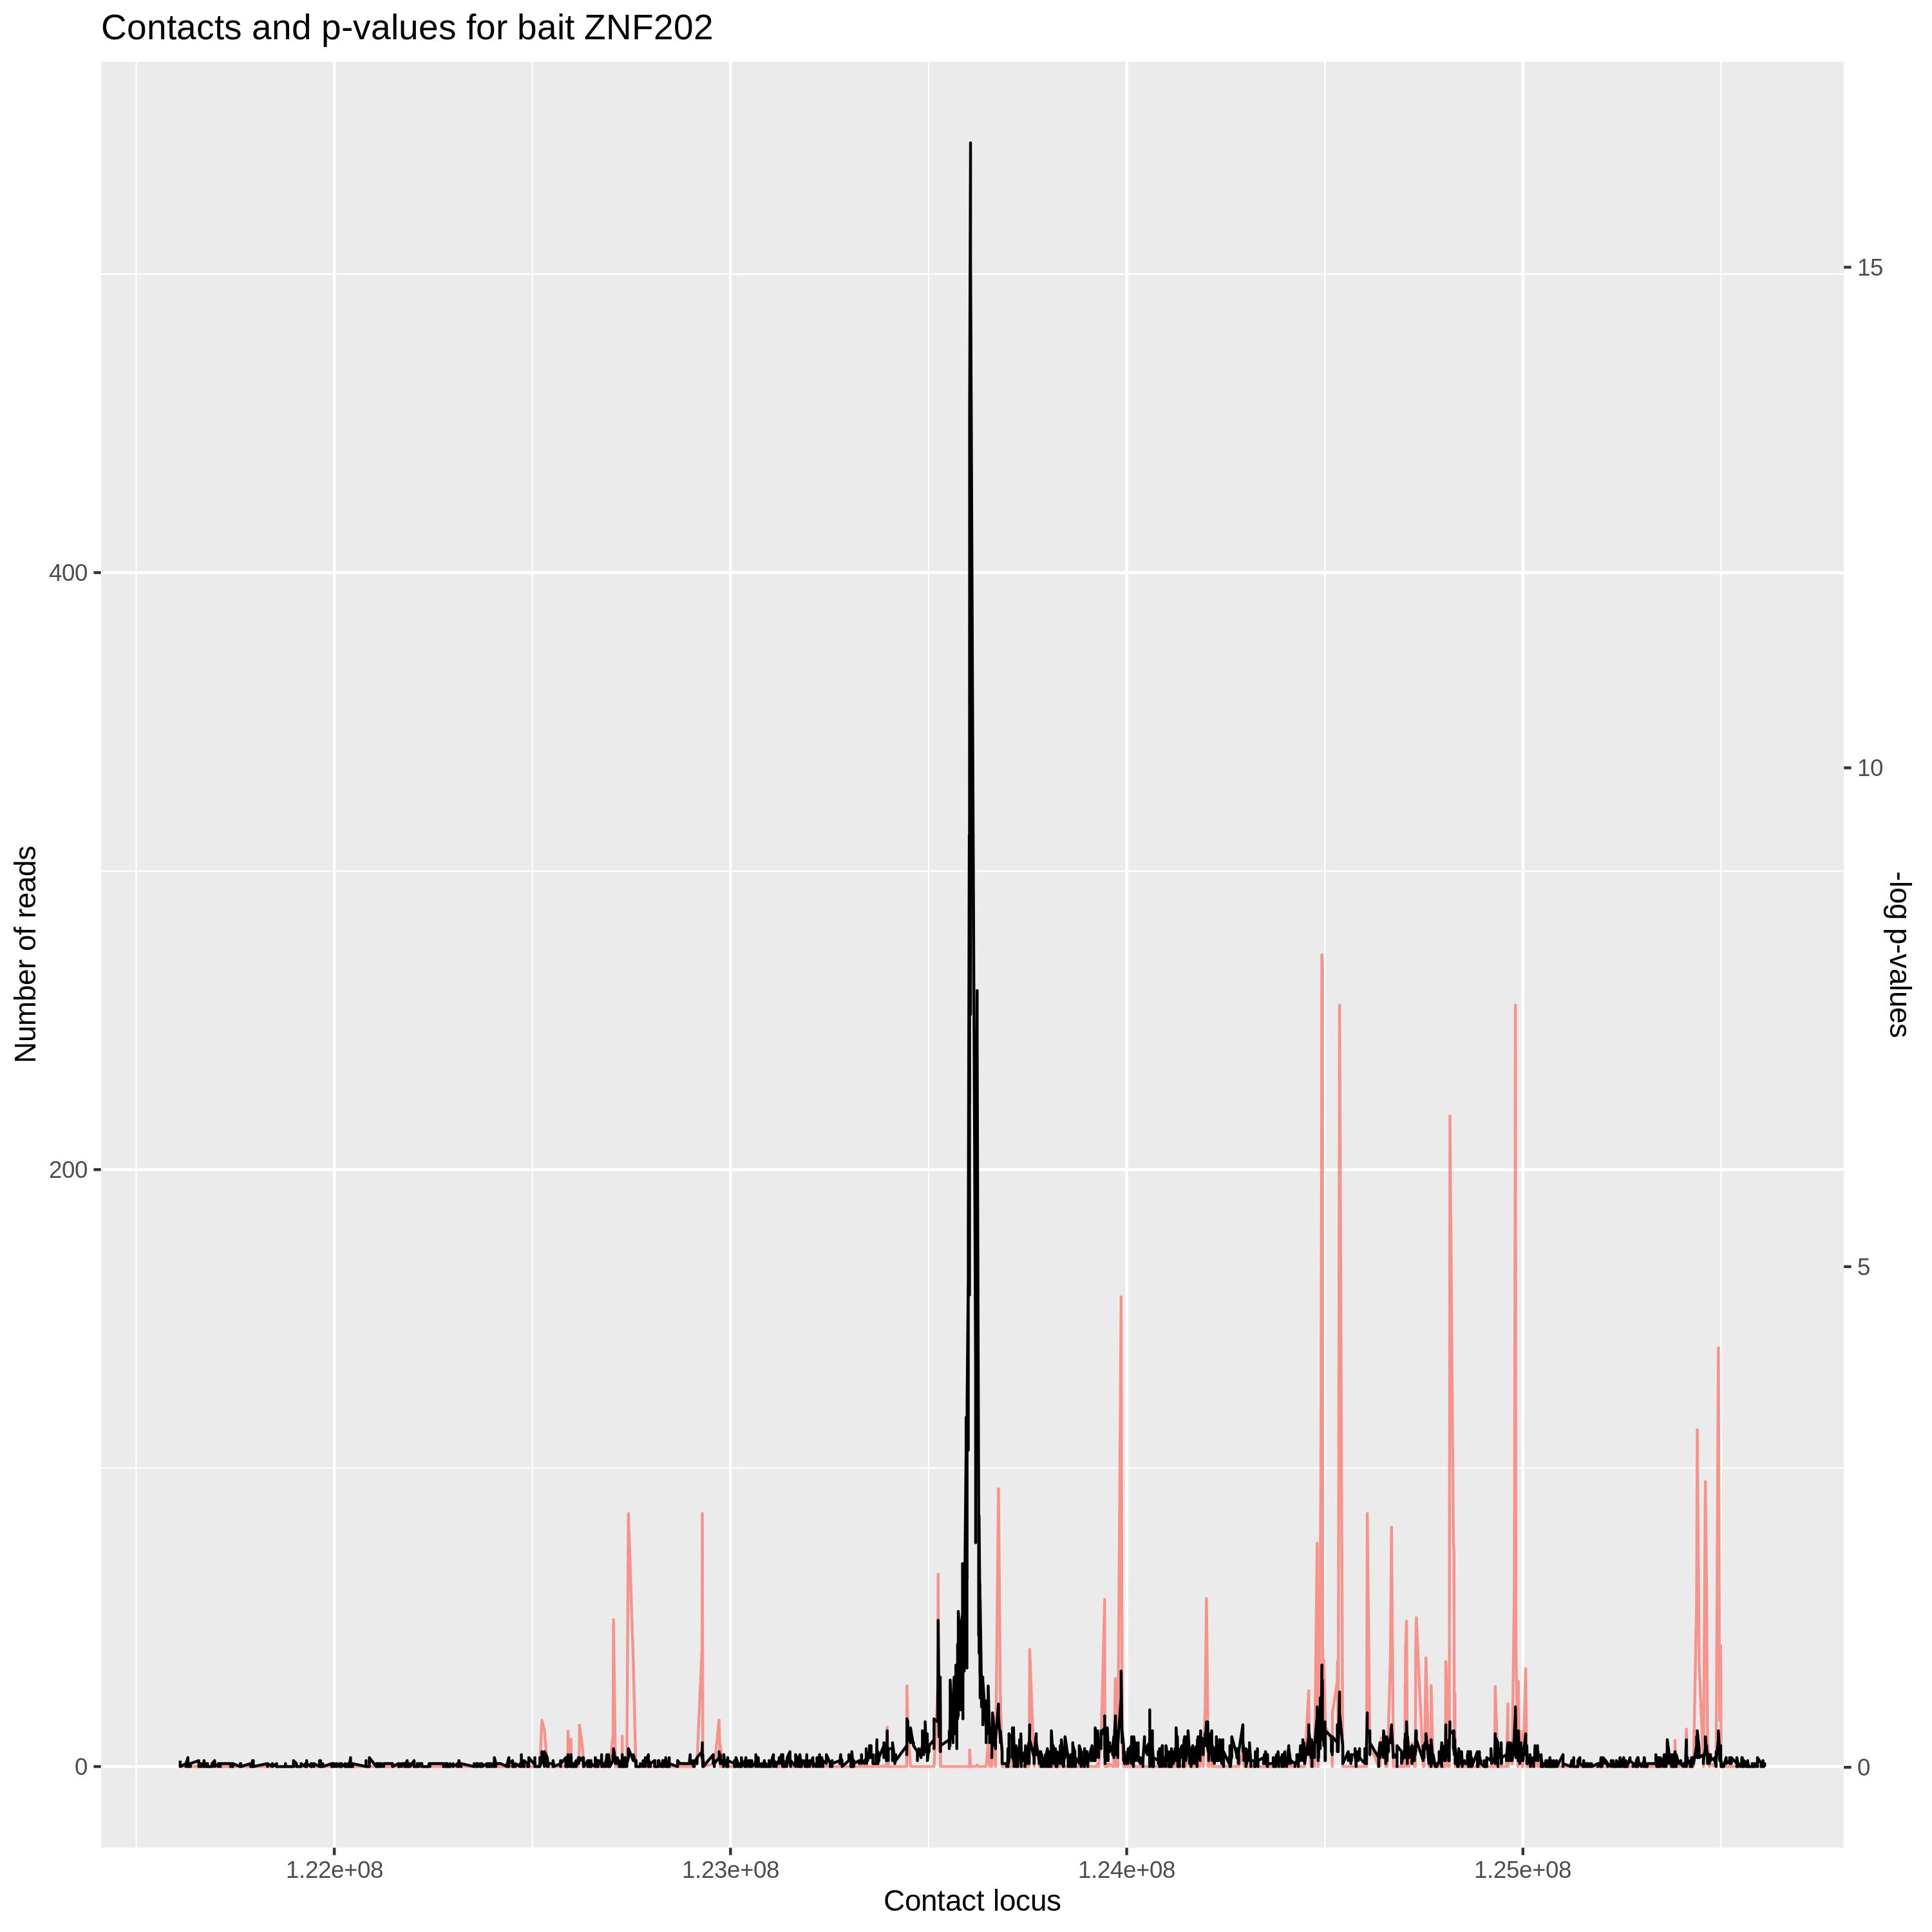 Contacts and p-values for bait ZNF202
15
400
10
Number of reads
-log p-values
200
5
0
0
1.22e+08
1.23e+08
1.24e+08
1.25e+08
Contact locus